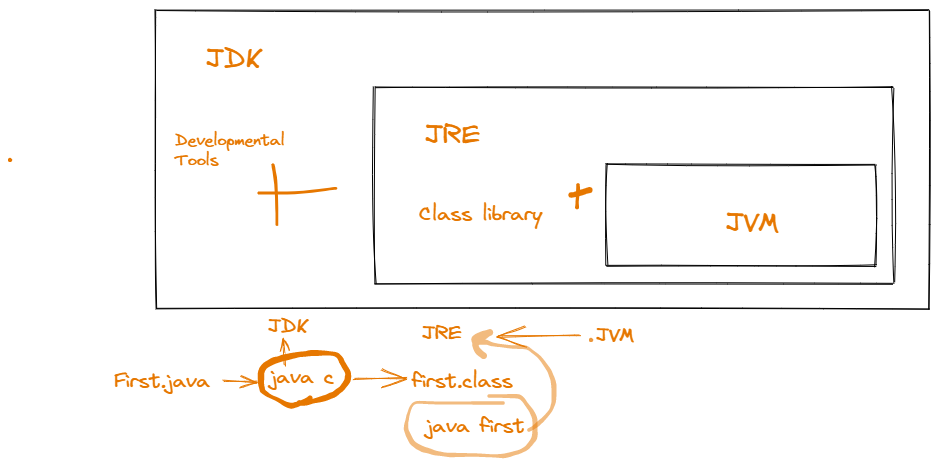 JDK
Developmental
Tools
+
JRE
Class library
+
JVM
JDK
JRE
.JVM
First.java
java c
first.class
java first